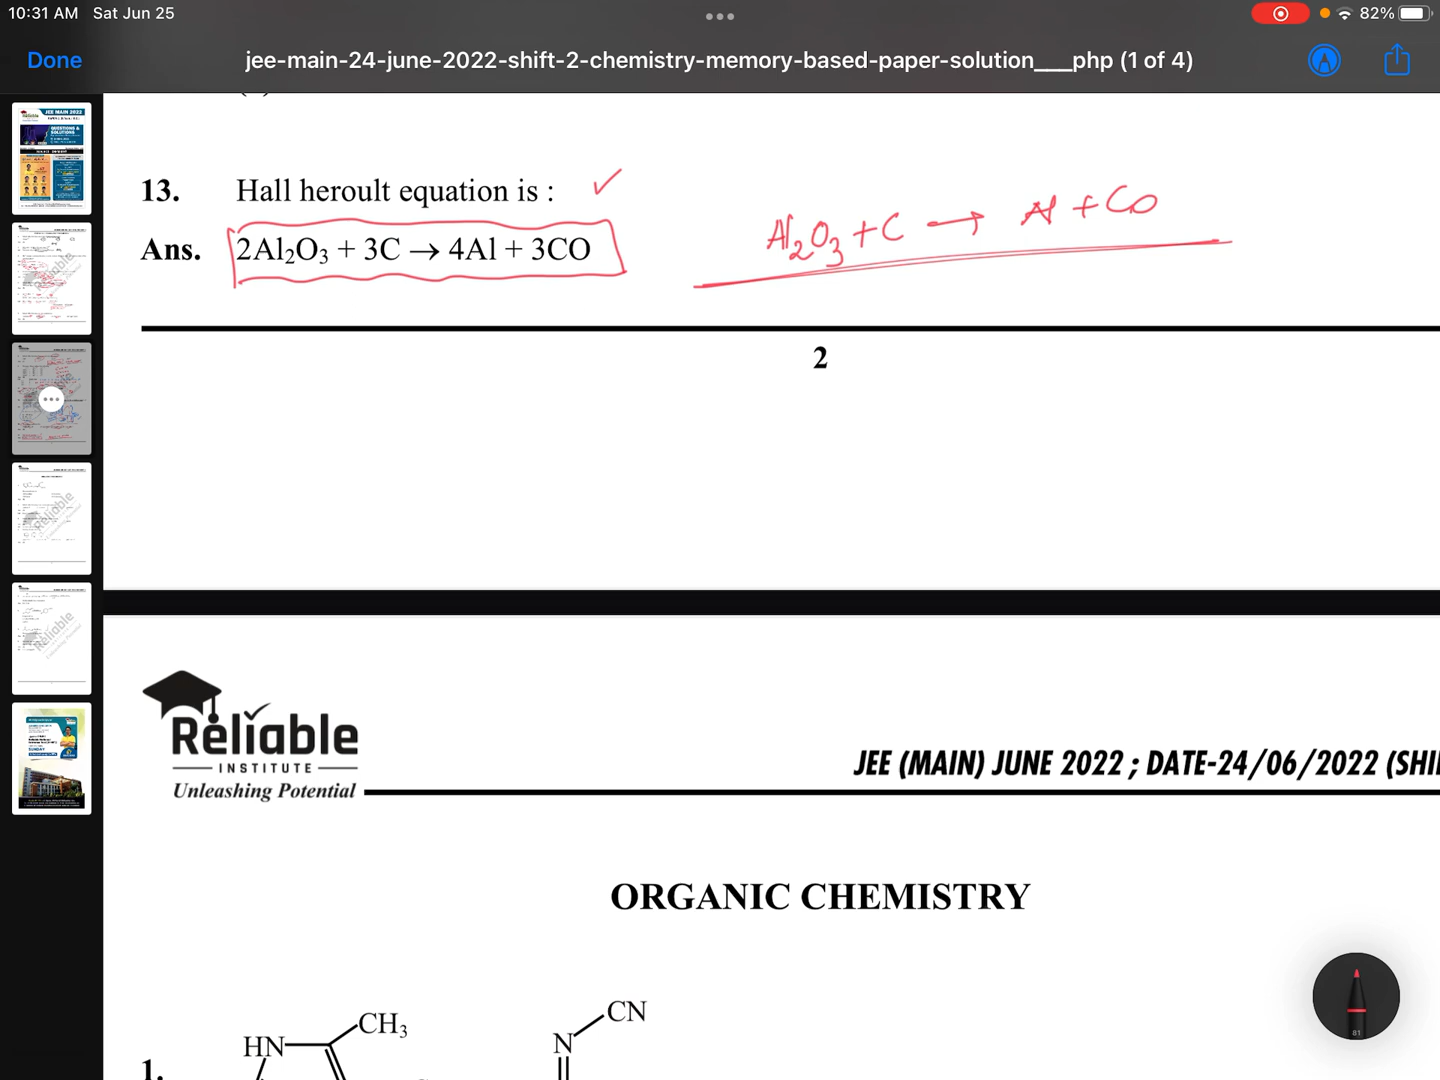 10:31 AM Sat Jun 25
82%
Done
jee-main-24-june-2022-shift-2-chemistry-memory-based-paper-solution___php (1 of 4)
13. Hall heroult equation is :
Ans. 2Al₂O₃ + 3C → 4Al + 3CO
Al₂O₃ + C → Al + CO
2
Reliable
INSTITUTE
Unleashing Potential
JEE (MAIN) JUNE 2022 ; DATE-24/06/2022 (SHI
ORGANIC CHEMISTRY
1.
HN
CH₃
N
CN
81